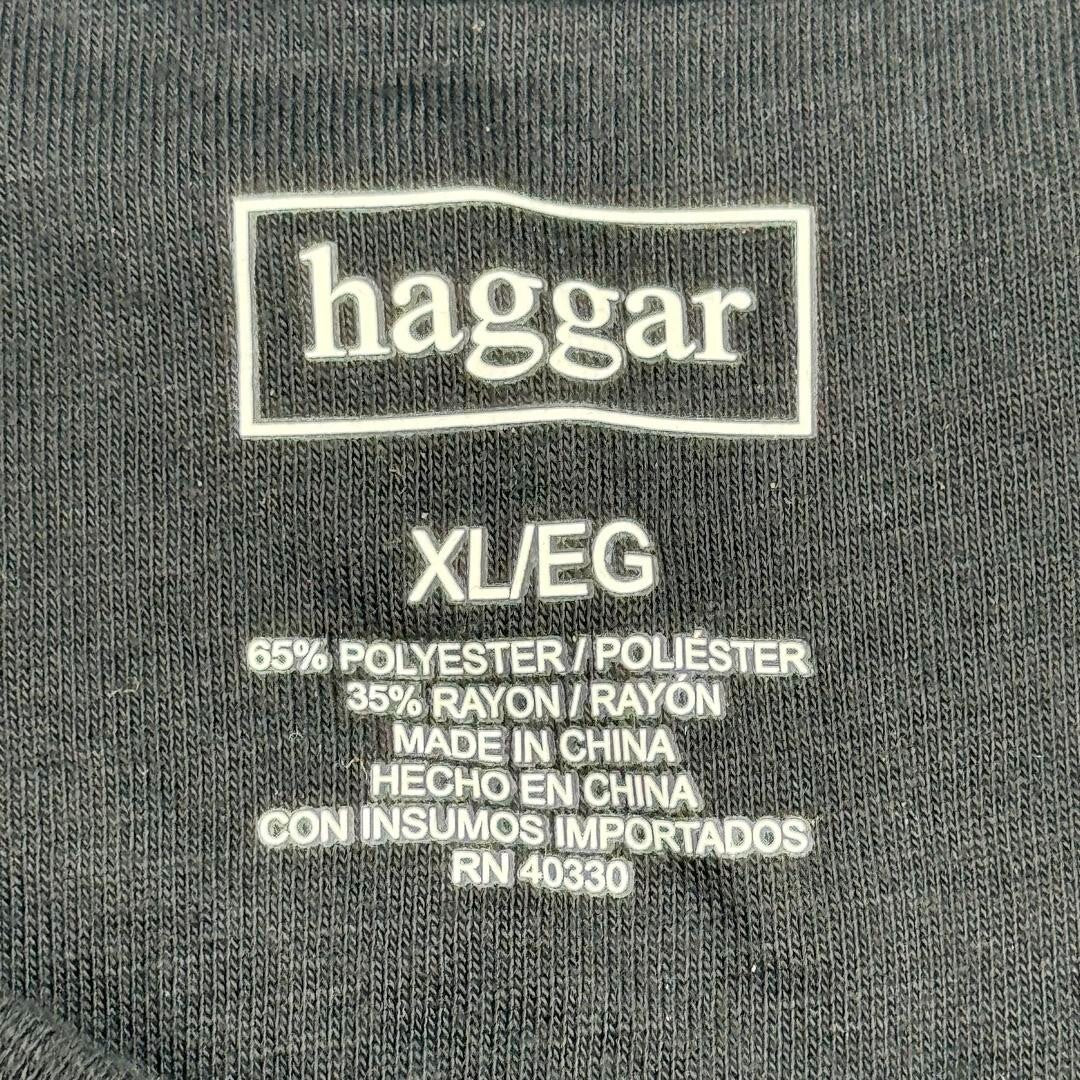 haggar
XL/EG
65% POLYESTER / POLIÉSTER
35% RAYON / RAYÓN
MADE IN CHINA
HECHO EN CHINA
CON INSUMOS IMPORTADOS
RN 40330